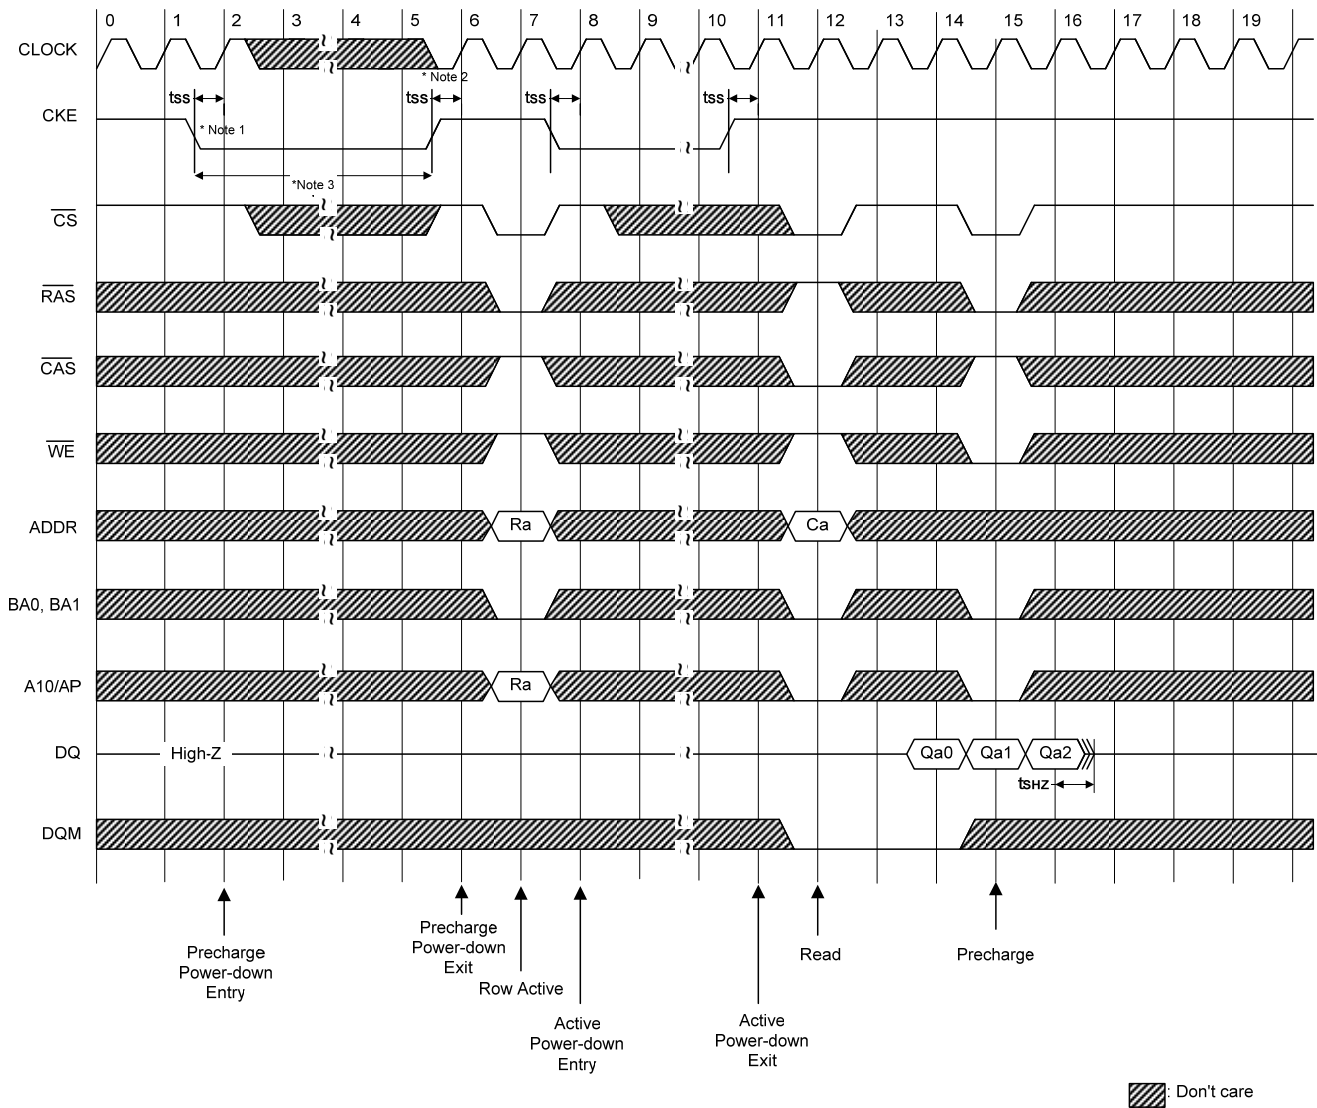 0 1 2 3 4 5 6 7 8 9 10 11 12 13 14 15 16 17 18 19
CLOCK
* Note 2
tSS tSS tSS tSS
CKE
* Note 1
*Note 3
CS
RAS
CAS
WE
ADDR Ra Ca
BA0, BA1
A10/AP Ra
DQ High-Z Qa0 Qa1 Qa2
tSHZ
DQM
Precharge
Power-down
Entry
Precharge
Power-down
Exit
Row Active
Active
Power-down
Entry
Active
Power-down
Exit
Read
Precharge
: Don't care